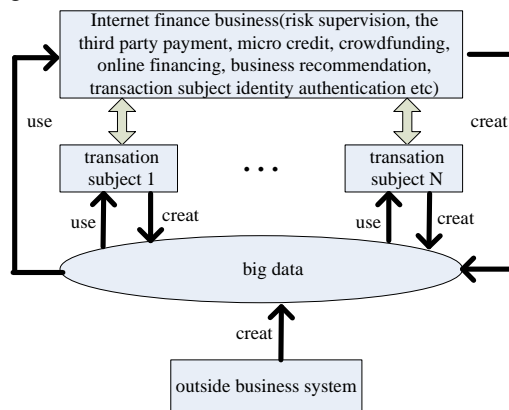 Internet finance business(risk supervision, the
third party payment, micro credit, crowdfunding,
online financing, business recommendation,
transaction subject identity authentication etc)
use
creat
transation
subject 1
...
transation
subject N
use
creat
use
creat
big data
creat
outside business system